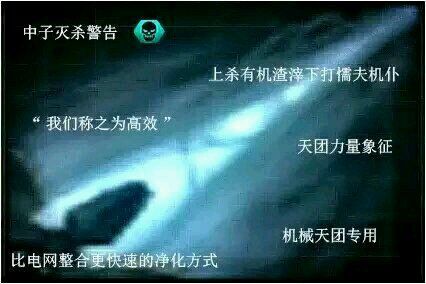 中子灭杀警告
上杀有机渣滓下打懦夫机仆
“我们称之为高效”
天团力量象征
机械天团专用
比电网整合更快速的净化方式